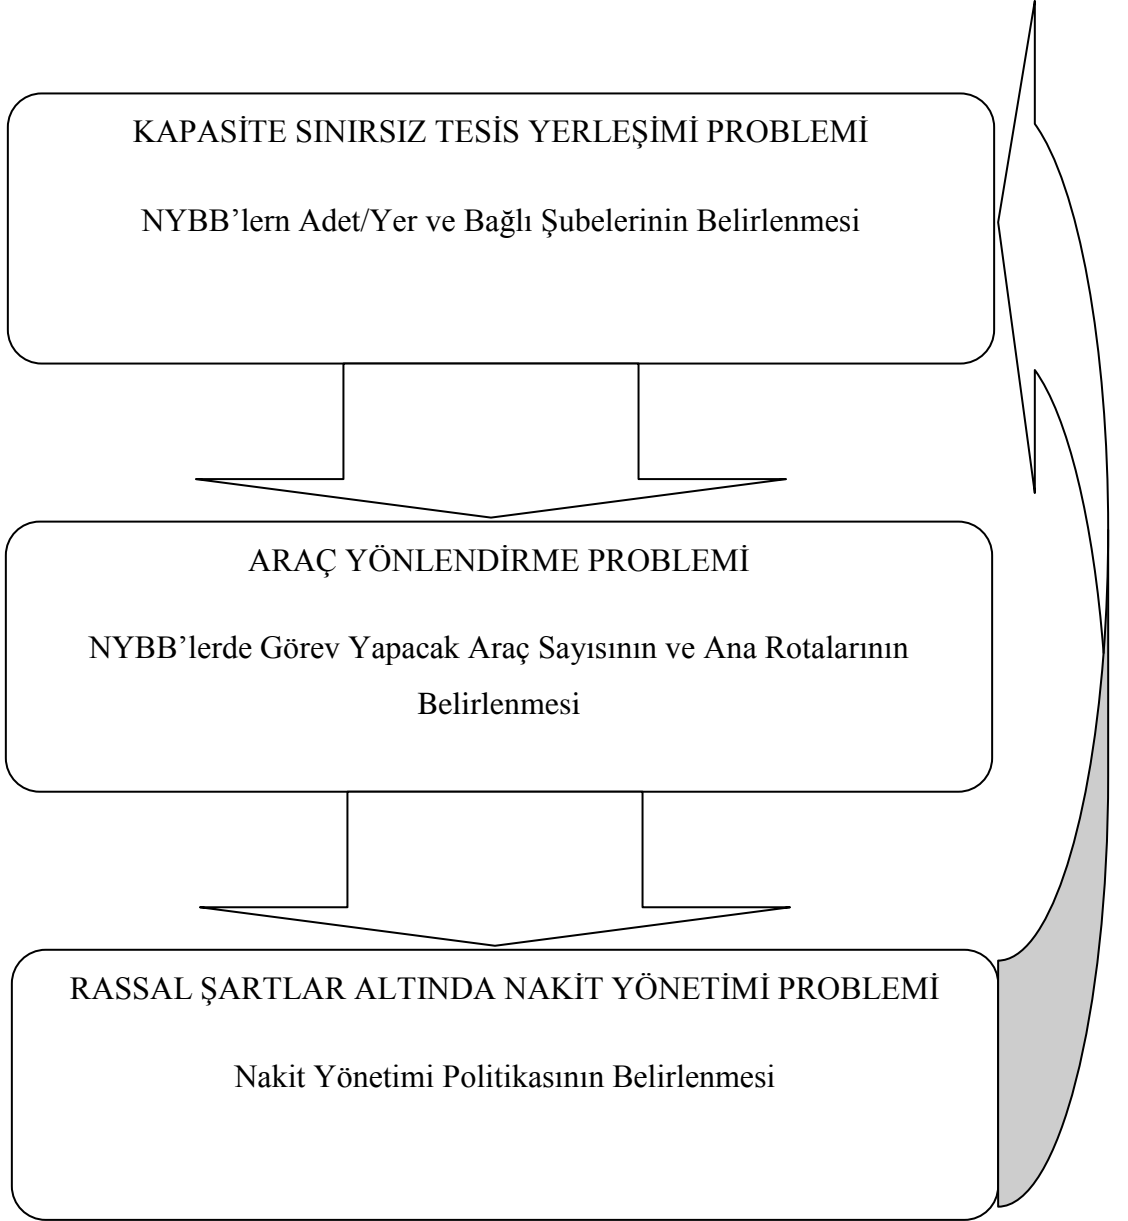 KAPASİTE SINIRSIZ TESİS YERLEŞİMİ PROBLEMİ
NYBB’lern Adet/Yer ve Bağlı Şubelerinin Belirlenmesi
ARAÇ YÖNLENDİRME PROBLEMİ
NYBB’lerde Görev Yapacak Araç Sayısının ve Ana Rotalarının
Belirlenmesi
RASSAL ŞARTLAR ALTINDA NAKİT YÖNETİMİ PROBLEMİ
Nakit Yönetimi Politikasının Belirlenmesi